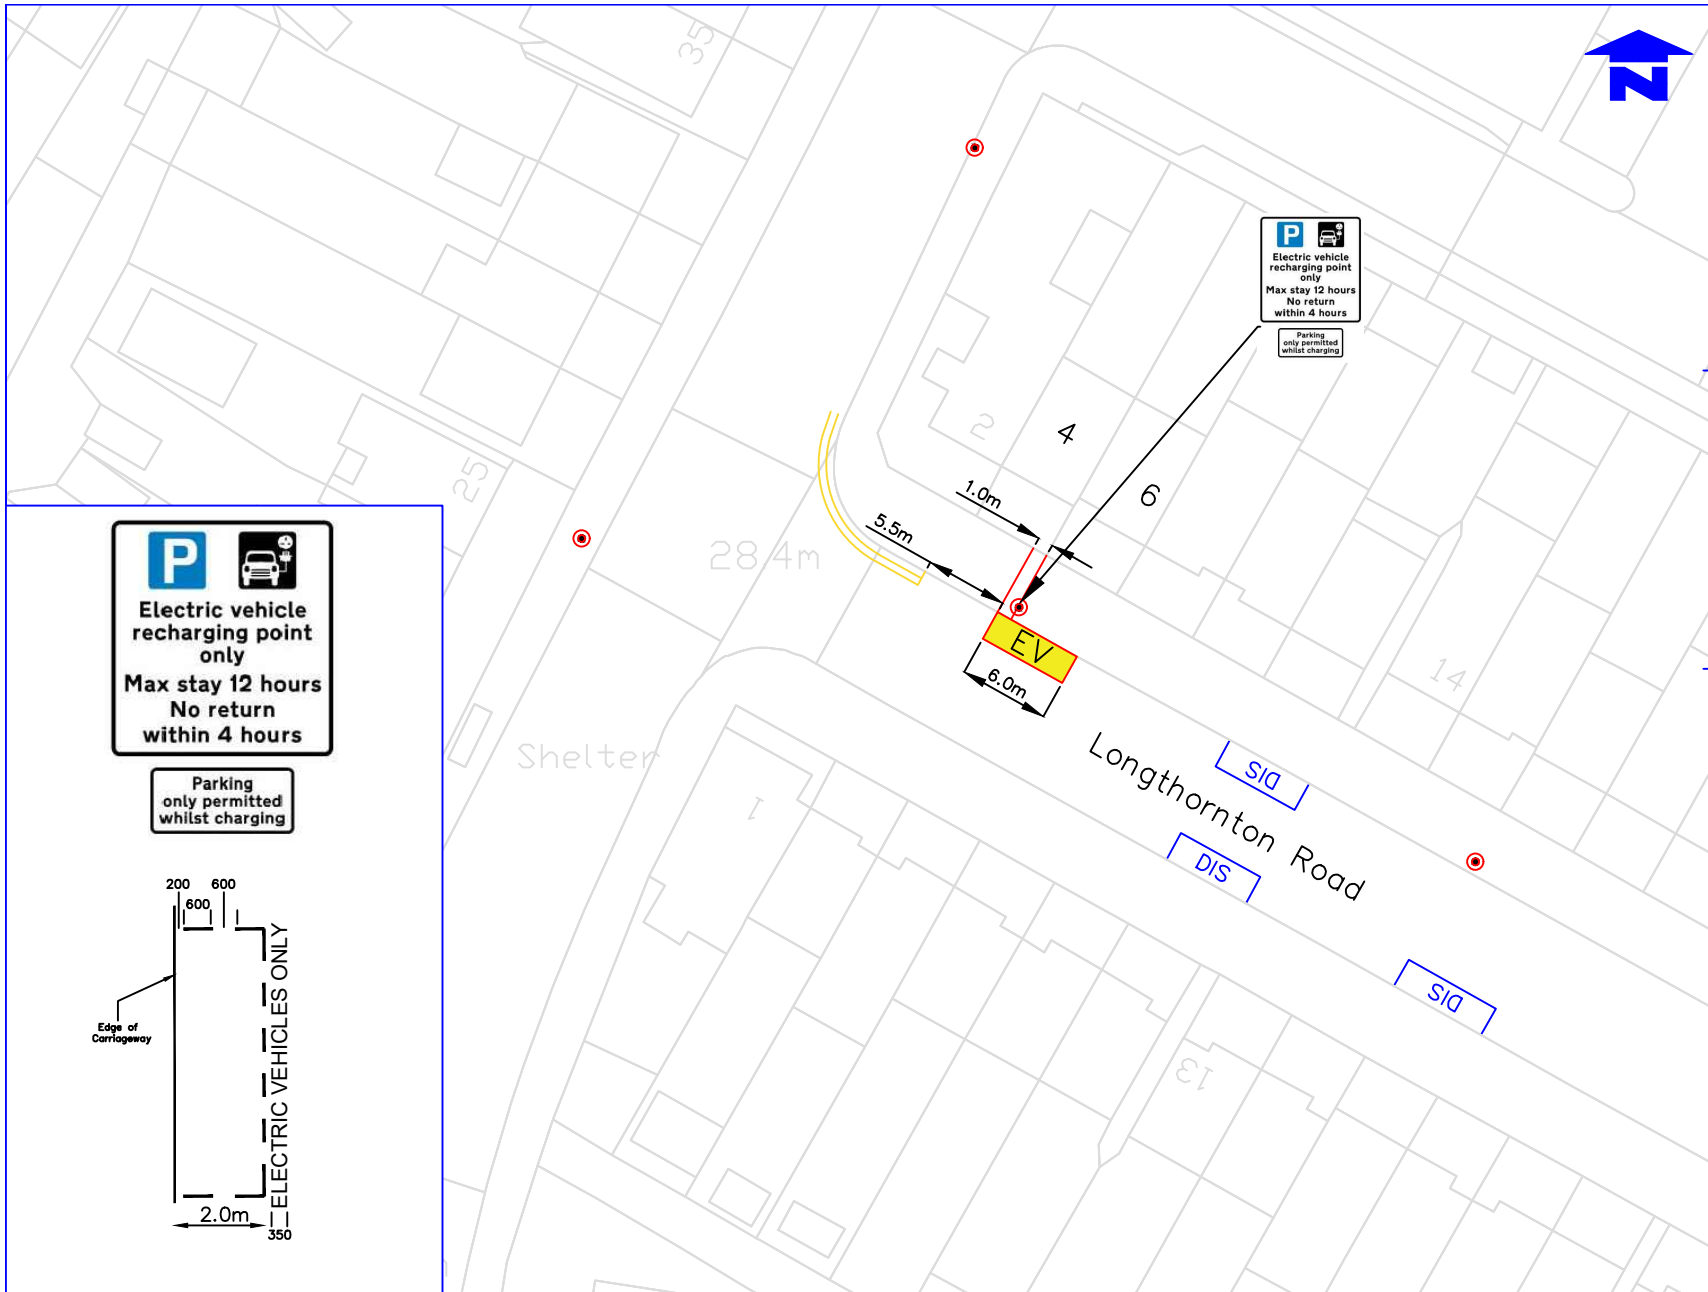 35
N
P
Electric vehicle
recharging point
only
Max stay 12 hours
No return
within 4 hours
Parking
only permitted
whilst charging
2
4
6
1.0m
5.5m
25
28.4m
EV
6.0m
14
Shelter
1
Longthornton Road
DIS
DIS
DIS
13
P
Electric vehicle
recharging point
only
Max stay 12 hours
No return
within 4 hours
Parking
only permitted
whilst charging
200
600
600
ELECTRIC VEHICLES ONLY
Edge of
Carriageway
2.0m
350